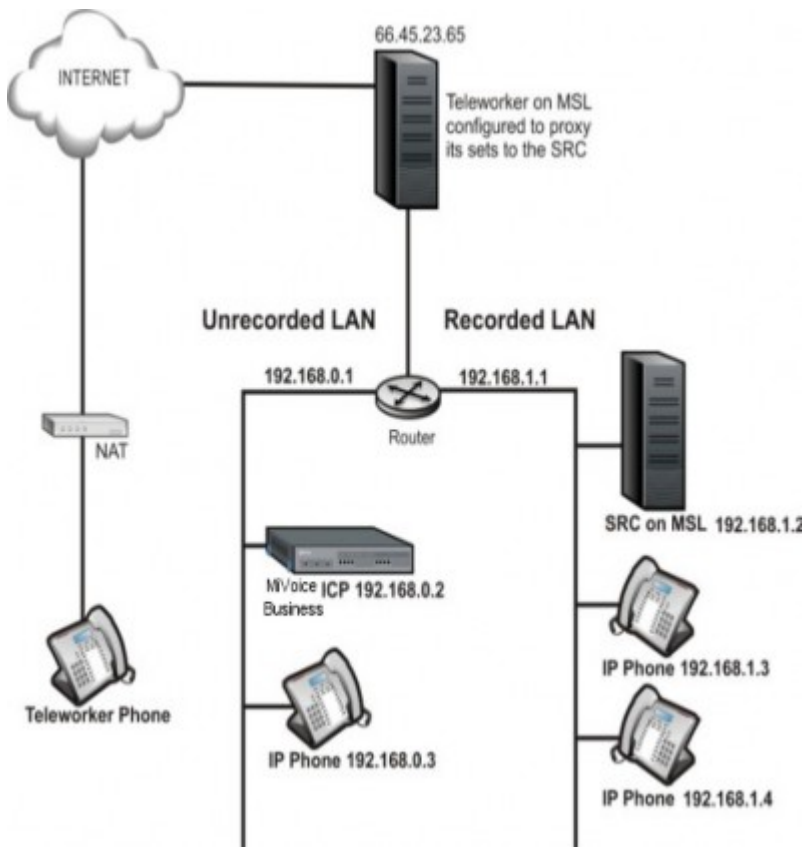 66.45.23.65
INTERNET
Teleworker on MSL
configured to proxy
its sets to the SRC
Unrecorded LAN
Recorded LAN
192.168.0.1
192.168.1.1
Router
NAT
SRC on MSL 192.168.1.2
MiVoice ICP 192.168.0.2
Business
IP Phone 192.168.1.3
Teleworker Phone
IP Phone 192.168.0.3
IP Phone 192.168.1.4